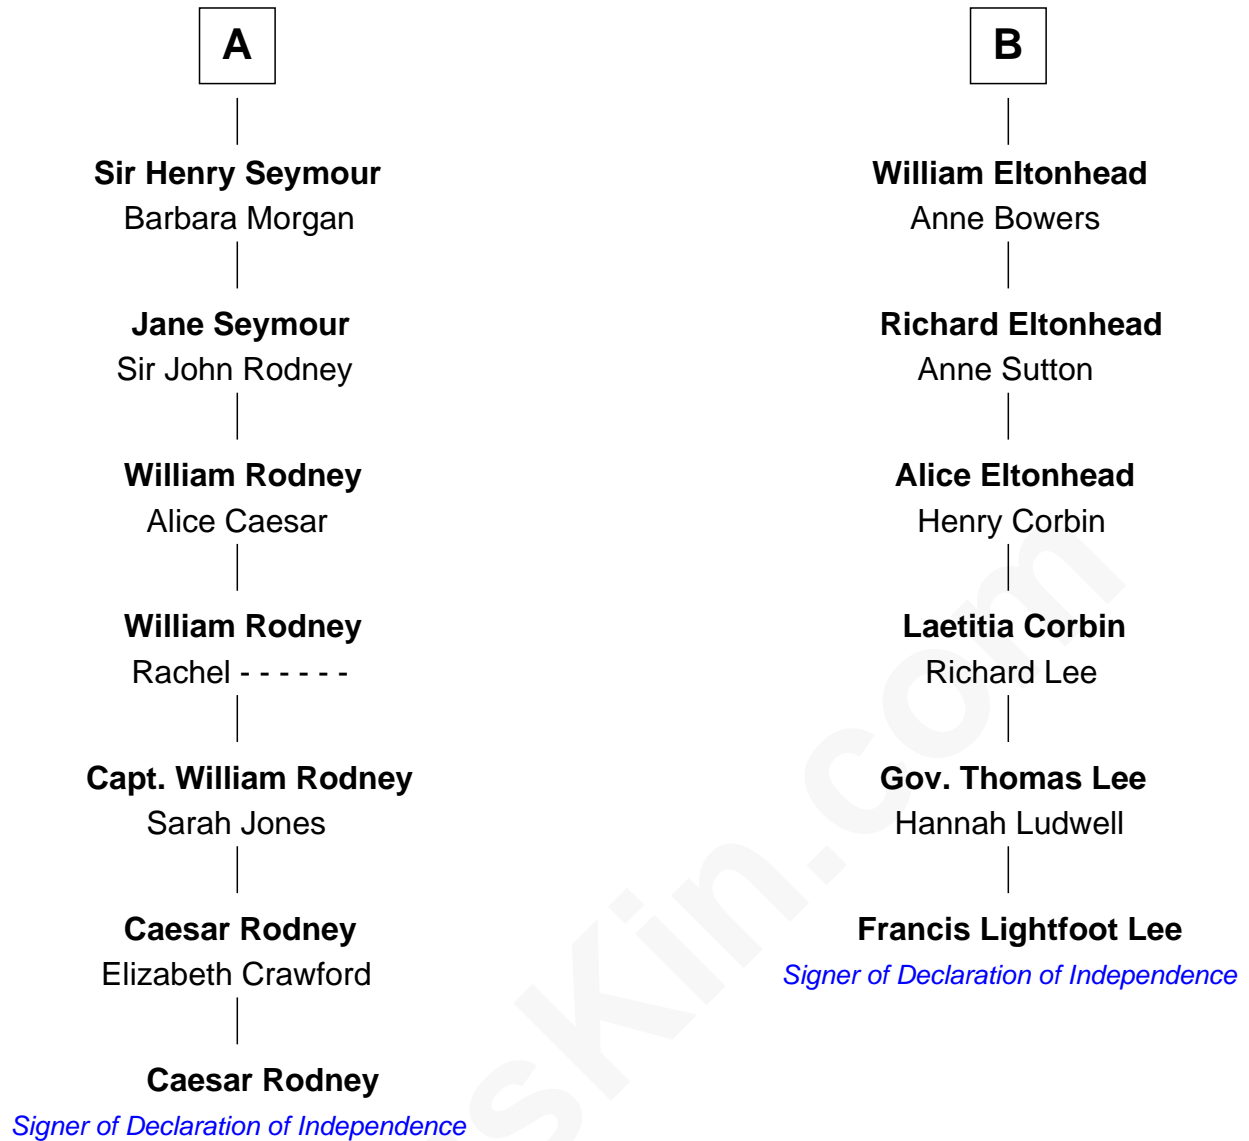 A
Sir Henry Seymour
Barbara Morgan
Jane Seymour
Sir John Rodney
William Rodney
Alice Caesar
William Rodney
Rachel - - - - - -
Capt. William Rodney
Sarah Jones
Caesar Rodney
Elizabeth Crawford
Caesar Rodney
Signer of Declaration of Independence
B
William Eltonhead
Anne Bowers
Richard Eltonhead
Anne Sutton
Alice Eltonhead
Henry Corbin
Laetitia Corbin
Richard Lee
Gov. Thomas Lee
Hannah Ludwell
Francis Lightfoot Lee
Signer of Declaration of Independence
sKin.com